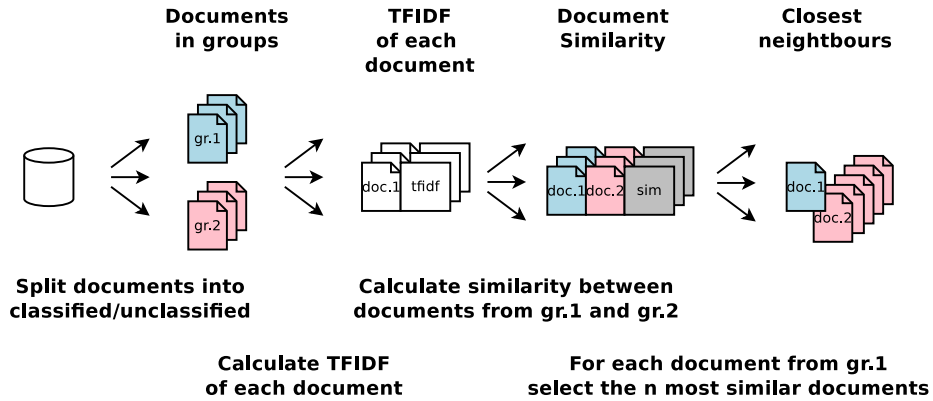 Documents
in groups
TFIDF
of each
document
Document
Similarity
Closest
neighbours
gr.1
gr.2
doc.1
tfidf
doc.1
doc.2
sim
doc.1
doc.2
Split documents into
classified/unclassified
Calculate similarity between
documents from gr.1 and gr.2
Calculate TFIDF
of each document
For each document from gr.1
select the n most similar documents